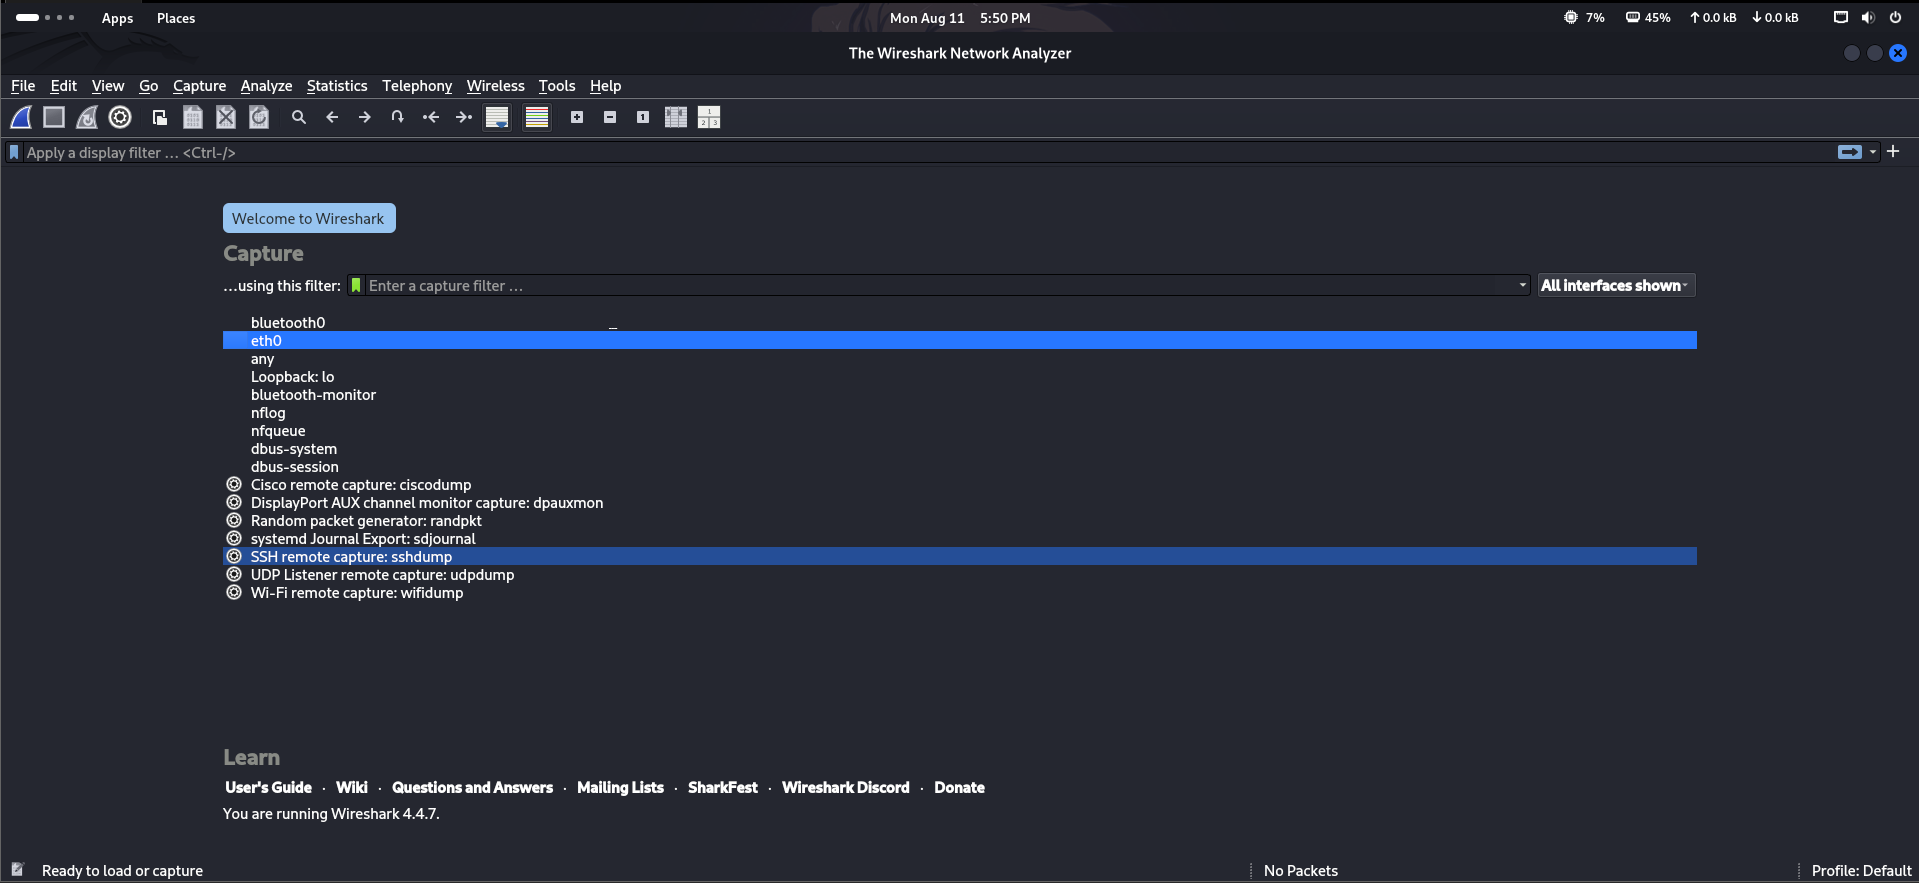 Apps Places Mon Aug 11 5:50 PM 7% 45% 0.0 kB 0.0 kB
The Wireshark Network Analyzer
File Edit View Go Capture Analyze Statistics Telephony Wireless Tools Help
1 1 2 3
Apply a display filter … <Ctrl-/>
Welcome to Wireshark
Capture
…using this filter: Enter a capture filter … All interfaces shown
bluetooth0
eth0
any
Loopback: lo
bluetooth-monitor
nflog
nfqueue
dbus-system
dbus-session
Cisco remote capture: ciscodump
DisplayPort AUX channel monitor capture: dpauxmon
Random packet generator: randpkt
systemd Journal Export: sdjournal
SSH remote capture: sshdump
UDP Listener remote capture: udpdump
Wi-Fi remote capture: wifidump
Learn
User's Guide · Wiki · Questions and Answers · Mailing Lists · SharkFest · Wireshark Discord · Donate
You are running Wireshark 4.4.7.
Ready to load or capture No Packets Profile: Default